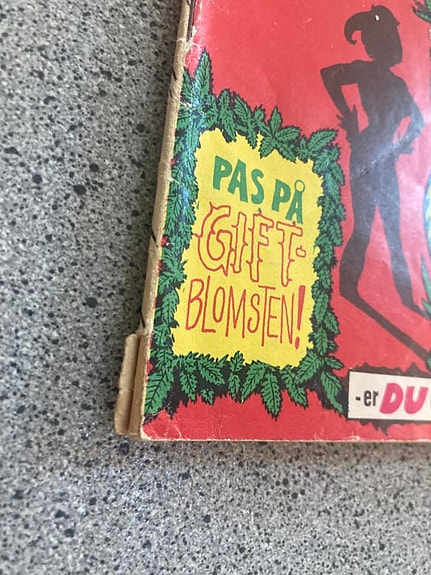 PAS PÅ
GIFT-
BLOMSTEN!
-er DU